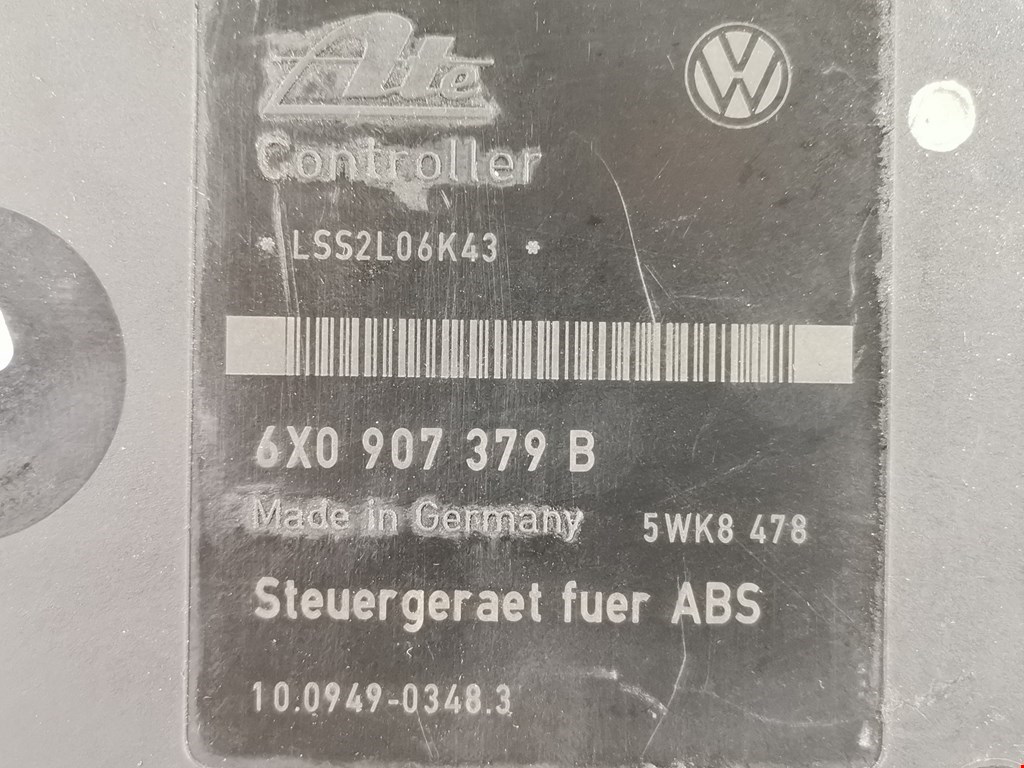 Ate
Controller
* LSS2L06K43 *
6X0 907 379 B
Made in Germany 5WK8 478
Steuergeraet fuer ABS
10.0949-0348.3